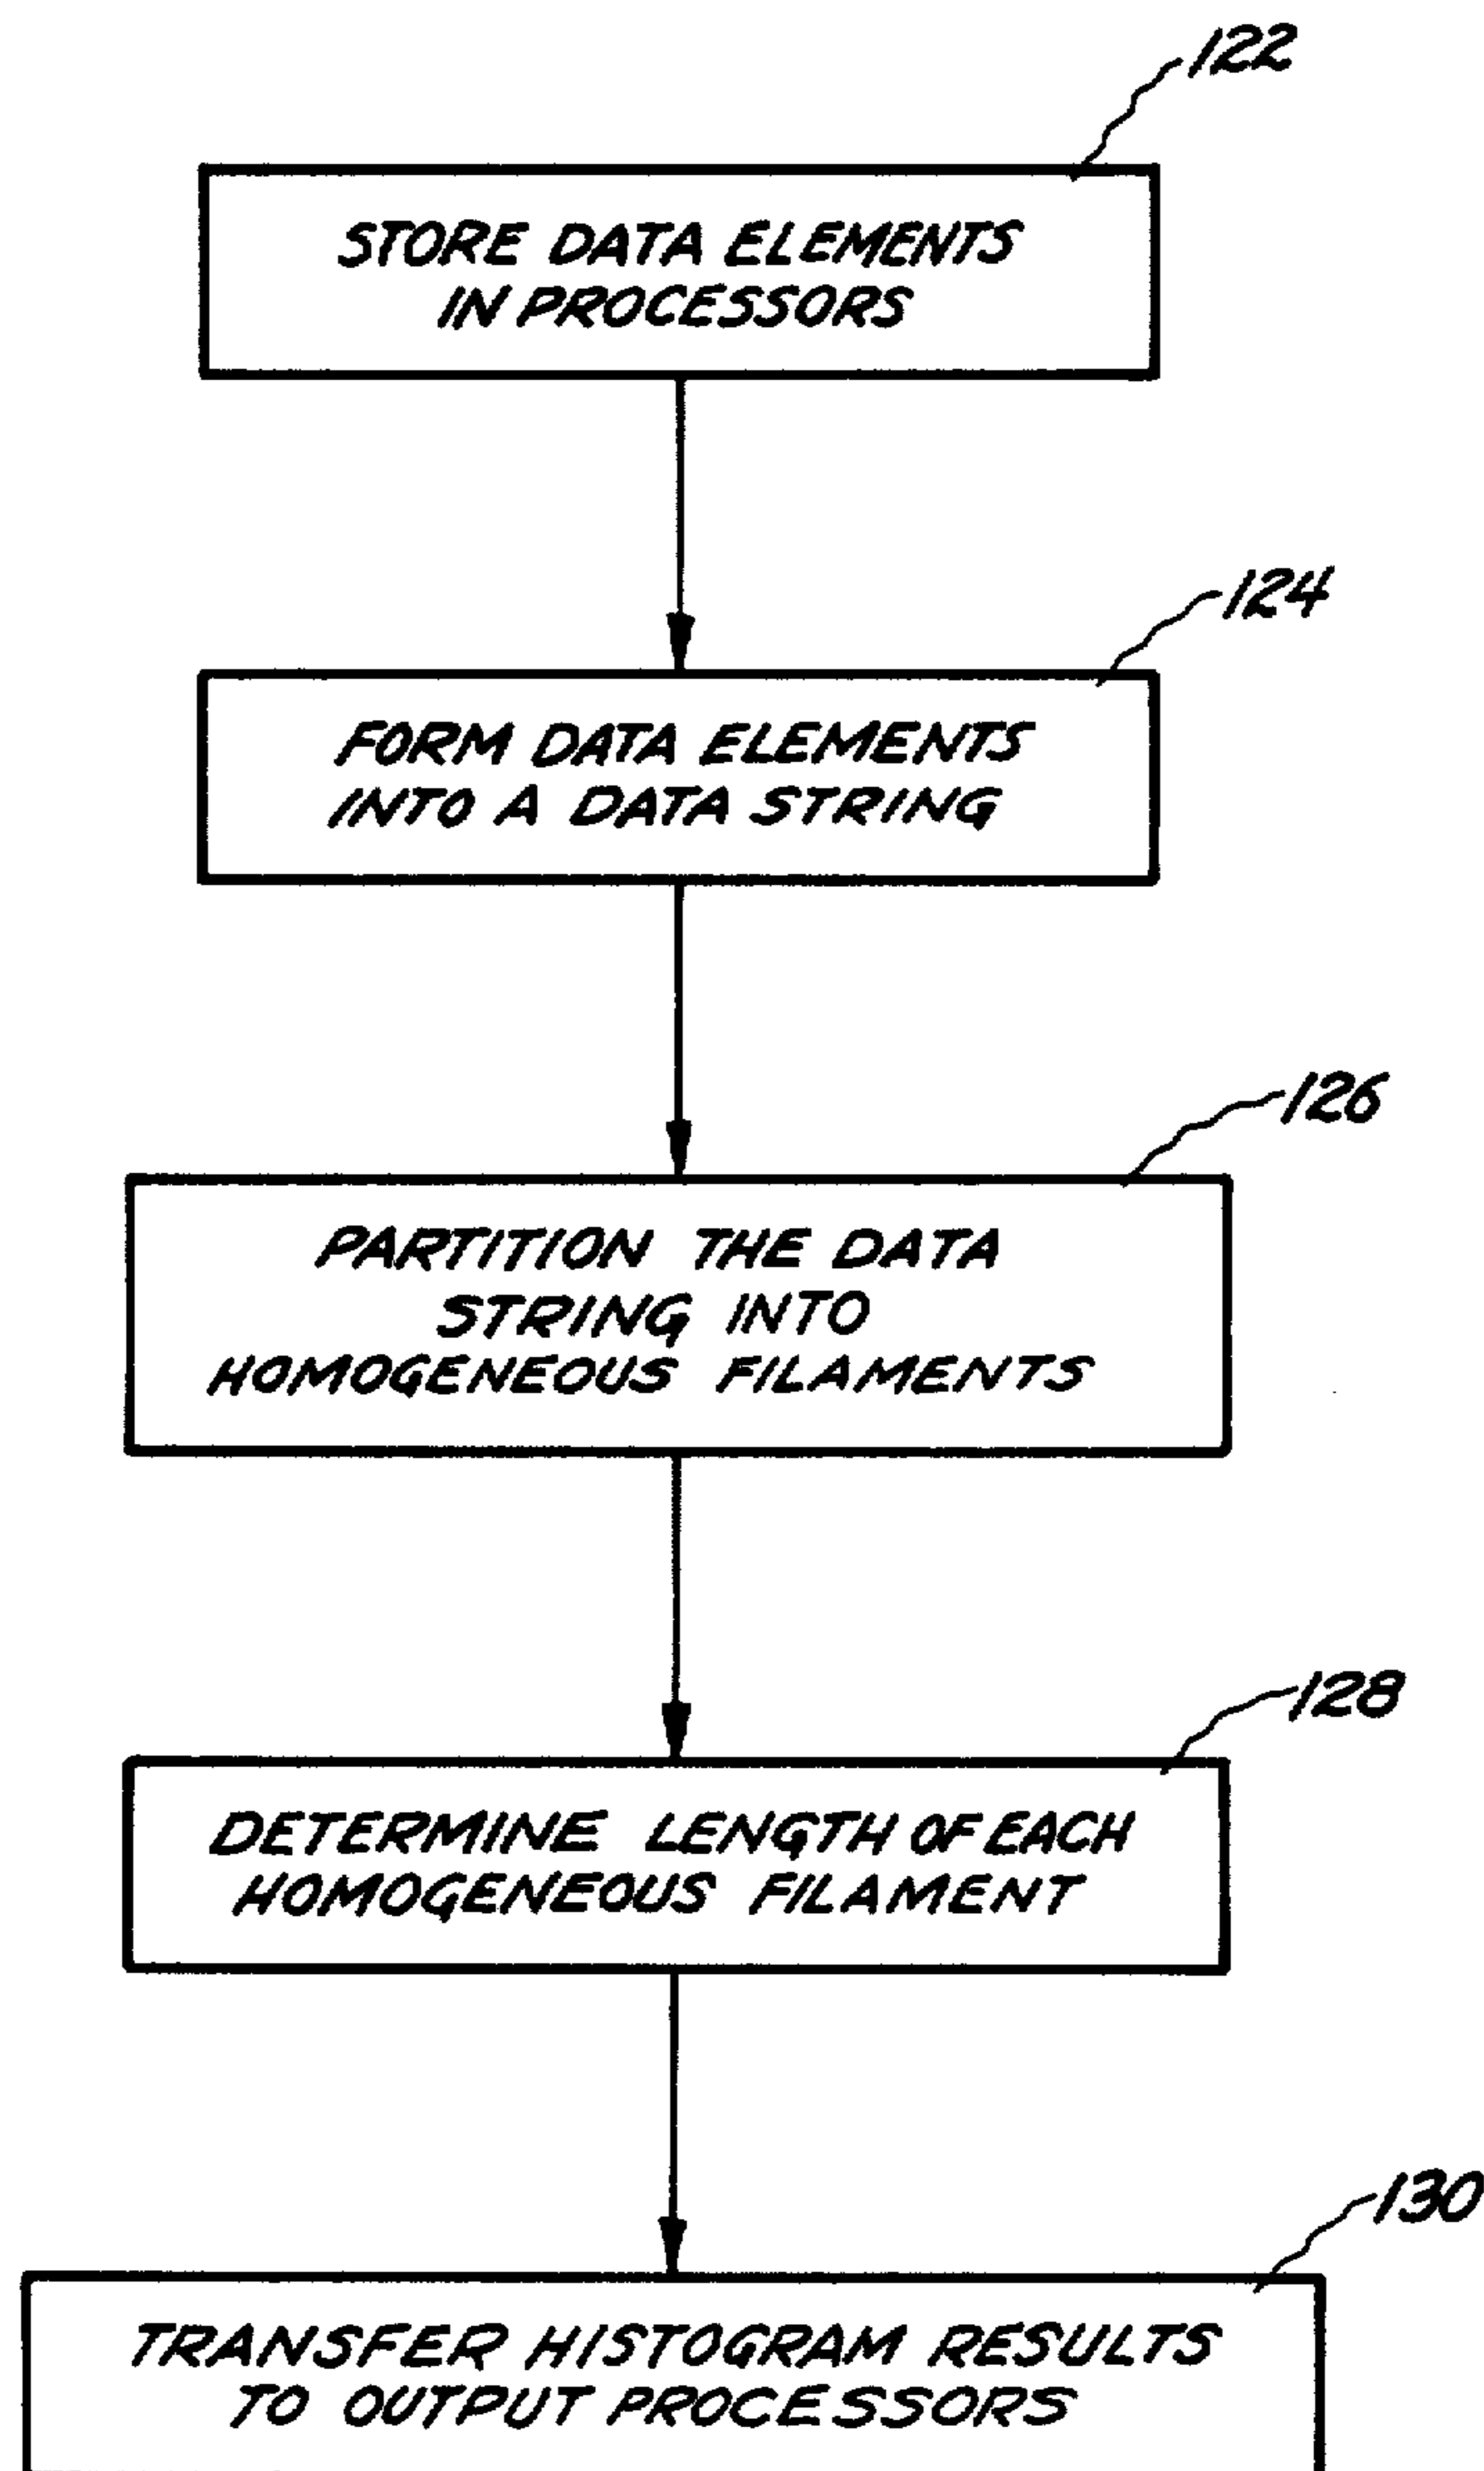 122
STORE DATA ELEMENTS
IN PROCESSORS
124
FORM DATA ELEMENTS
INTO A DATA STRING
126
PARTITION THE DATA
STRING INTO
HOMOGENEOUS FILAMENTS
128
DETERMINE LENGTH OF EACH
HOMOGENEOUS FILAMENT
130
TRANSFER HISTOGRAM RESULTS
TO OUTPUT PROCESSORS